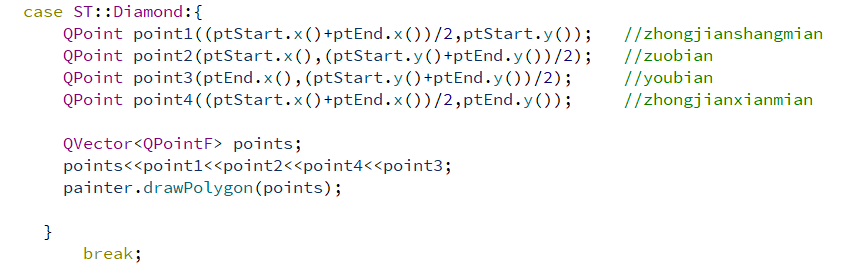 case ST::Diamond:{
QPoint point1((ptStart.x()+ptEnd.x())/2,ptStart.y());   //zhongjianshangmian
QPoint point2(ptStart.x(),(ptStart.y()+ptEnd.y())/2);   //zuobian
QPoint point3(ptEnd.x(),(ptStart.y()+ptEnd.y())/2);     //youbian
QPoint point4((ptStart.x()+ptEnd.x())/2,ptEnd.y());     //zhongjianxianmian
QVector<QPointF> points;
points<<point1<<point2<<point4<<point3;
painter.drawPolygon(points);
}
break;